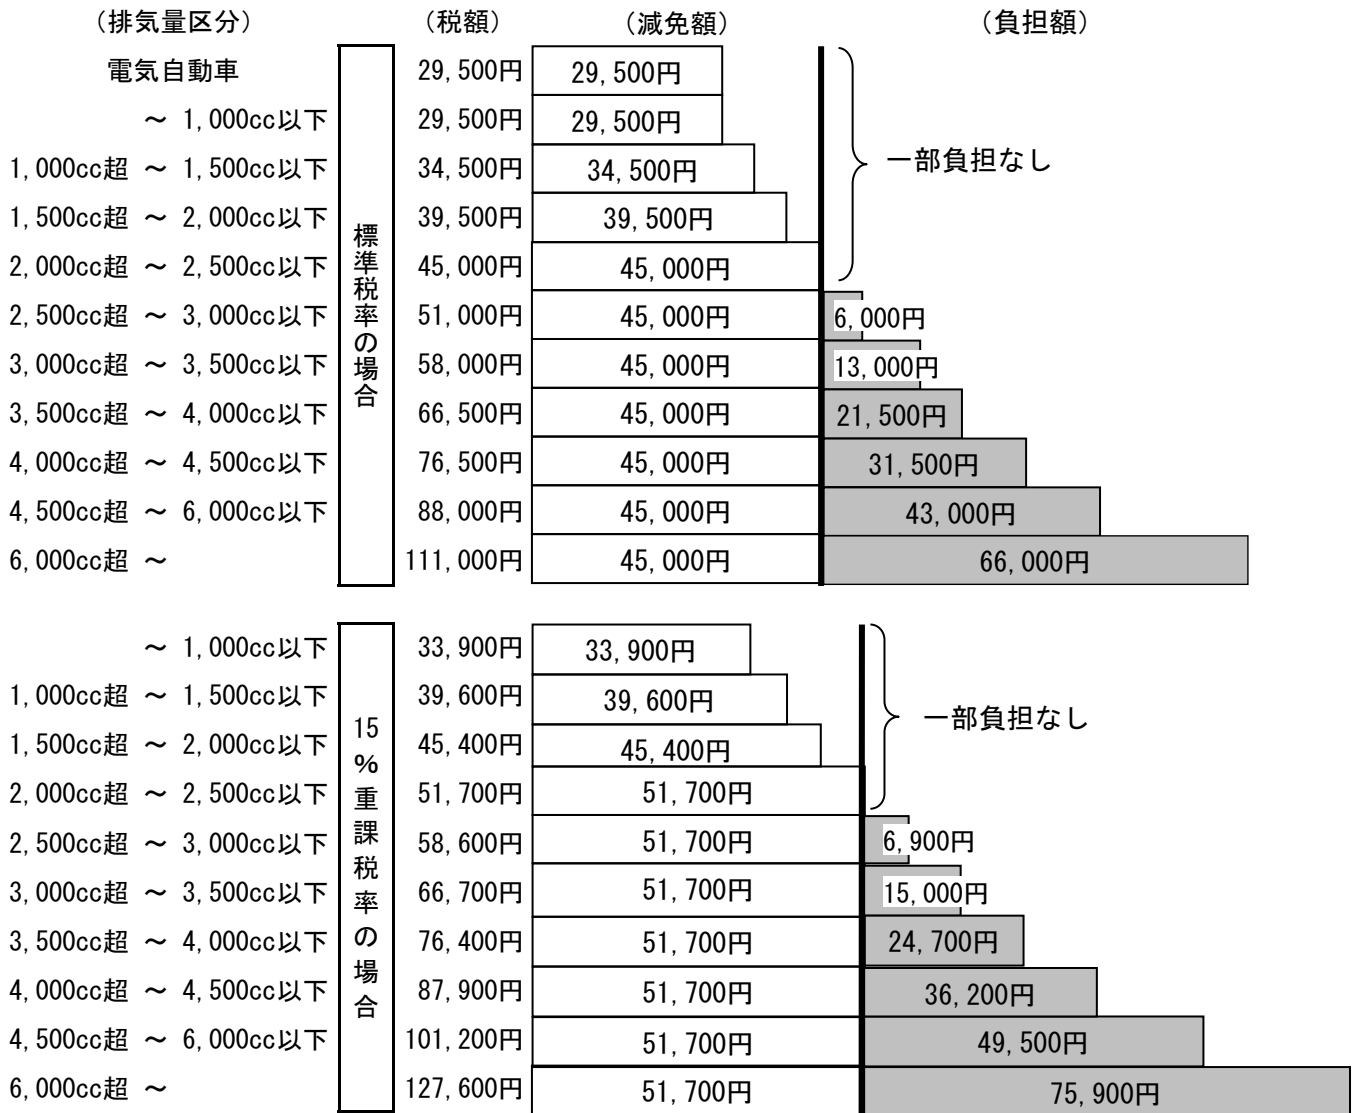 （排気量区分） （税額） （減免額） （負担額）
電気自動車 29,500円 29,500円
～ 1,000cc以下 29,500円 29,500円
1,000cc超 ～ 1,500cc以下 34,500円 34,500円 一部負担なし
1,500cc超 ～ 2,000cc以下 39,500円 39,500円
標準税率の場合
2,000cc超 ～ 2,500cc以下 45,000円 45,000円
2,500cc超 ～ 3,000cc以下 51,000円 45,000円 6,000円
3,000cc超 ～ 3,500cc以下 58,000円 45,000円 13,000円
3,500cc超 ～ 4,000cc以下 66,500円 45,000円 21,500円
4,000cc超 ～ 4,500cc以下 76,500円 45,000円 31,500円
4,500cc超 ～ 6,000cc以下 88,000円 45,000円 43,000円
6,000cc超 ～ 111,000円 45,000円 66,000円
～ 1,000cc以下 33,900円 33,900円
1,000cc超 ～ 1,500cc以下 39,600円 39,600円 一部負担なし
15%重課税率の場合
1,500cc超 ～ 2,000cc以下 45,400円 45,400円
2,000cc超 ～ 2,500cc以下 51,700円 51,700円
2,500cc超 ～ 3,000cc以下 58,600円 51,700円 6,900円
3,000cc超 ～ 3,500cc以下 66,700円 51,700円 15,000円
3,500cc超 ～ 4,000cc以下 76,400円 51,700円 24,700円
4,000cc超 ～ 4,500cc以下 87,900円 51,700円 36,200円
4,500cc超 ～ 6,000cc以下 101,200円 51,700円 49,500円
6,000cc超 ～ 127,600円 51,700円 75,900円